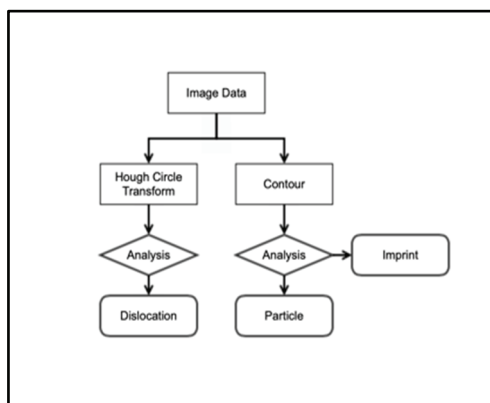 Image Data
Hough Circle
Transform
Contour
Analysis
Analysis
Imprint
Dislocation
Particle